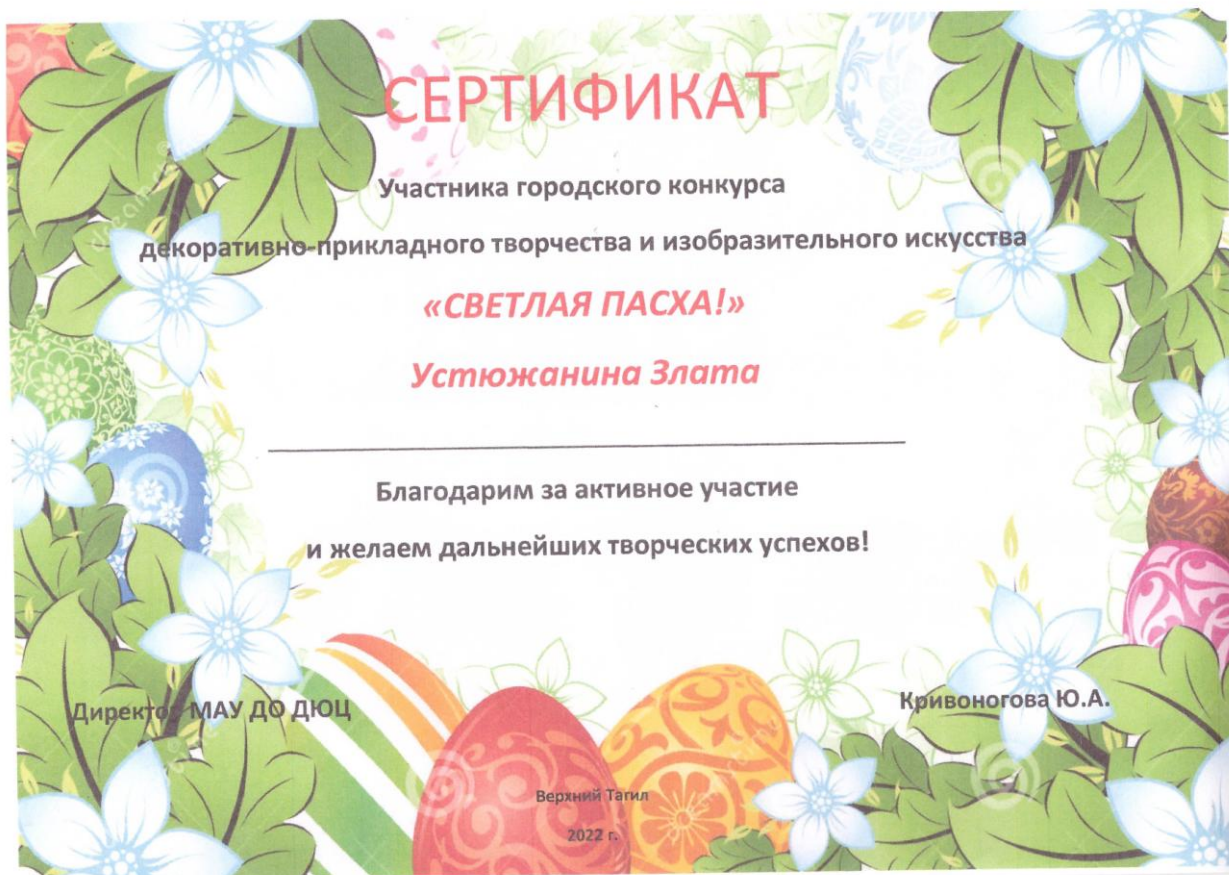 СЕРТИФИКАТ
Участника городского конкурса
декоративно-прикладного творчества и изобразительного искусства
«СВЕТЛАЯ ПАСХА!»
Устюжанина Злата
Благодарим за активное участие
и желаем дальнейших творческих успехов!
Директор МАУ ДО ДЮЦ Кривоногова Ю.А.
Верхний Тагил
2022 г.